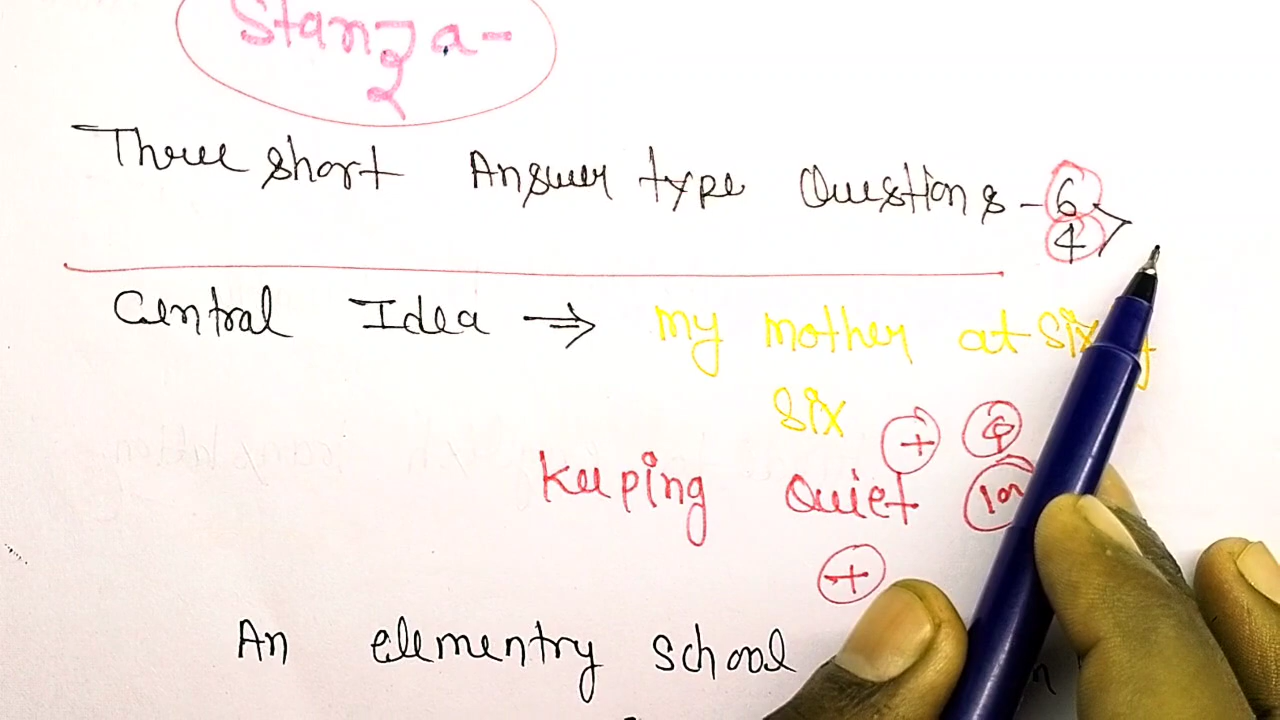 Stanza-
2
Three short Answer type Questions - 6
4
Central Idea → my mother at
six
Keeping Quiet + 4
+
An elementry school